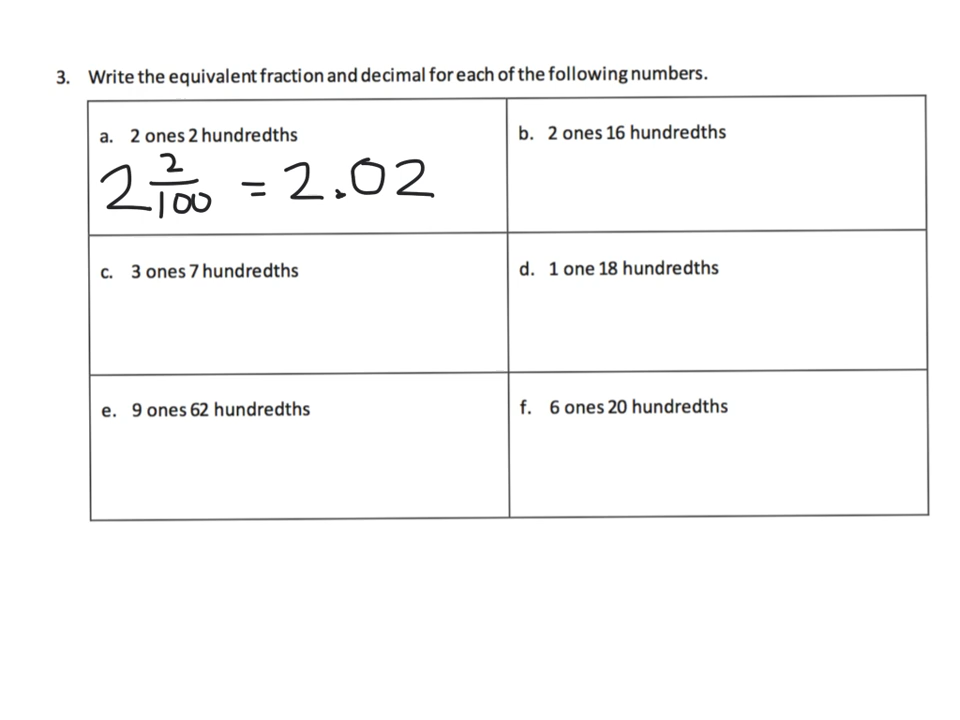 3. Write the equivalent fraction and decimal for each of the following numbers.
a. 2 ones 2 hundredths
2 2/100 = 2.02
b. 2 ones 16 hundredths
c. 3 ones 7 hundredths
d. 1 one 18 hundredths
e. 9 ones 62 hundredths
f. 6 ones 20 hundredths